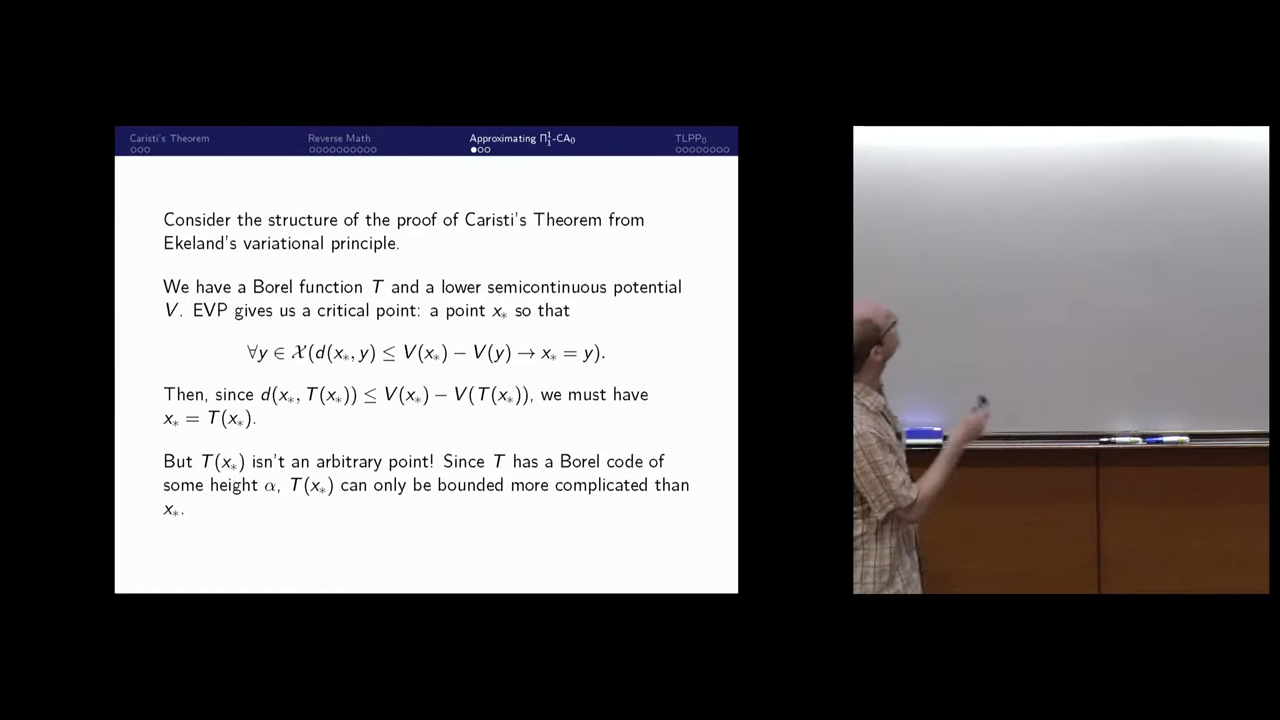 Caristi's Theorem
Reverse Math
Approximating Π¹₁-CA₀
TLPP₀
Consider the structure of the proof of Caristi's Theorem from
Ekeland's variational principle.
We have a Borel function T and a lower semicontinuous potential
V. EVP gives us a critical point: a point x∗ so that
∀y ∈ 𝒳(d(x∗, y) ≤ V(x∗) − V(y) → x∗ = y).
Then, since d(x∗, T(x∗)) ≤ V(x∗) − V(T(x∗)), we must have
x∗ = T(x∗).
But T(x∗) isn't an arbitrary point! Since T has a Borel code of
some height α, T(x∗) can only be bounded more complicated than
x∗.